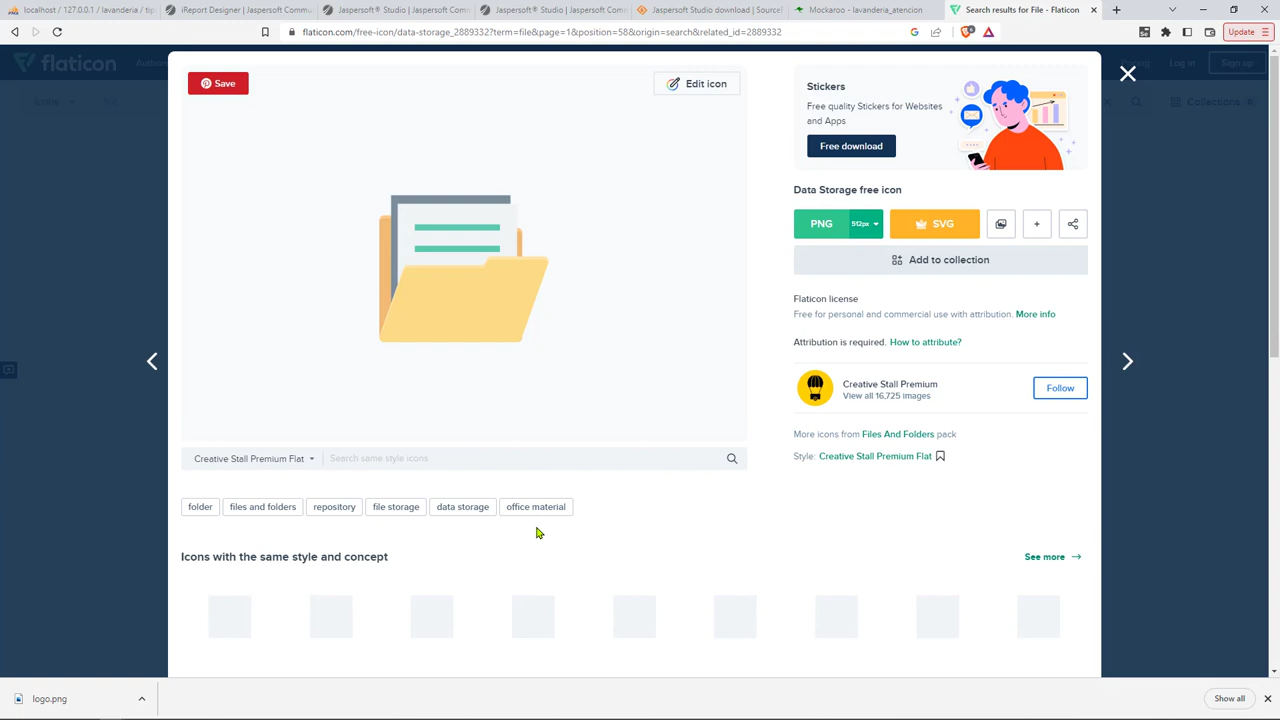 localhost / 127.0.0.1 / lavanderia / tip
iReport Designer | Jaspersoft Commu
Jaspersoft® Studio | Jaspersoft Com
Jaspersoft® Studio | Jaspersoft Com
Jaspersoft Studio download | Source
Mockaroo - lavanderia_atencion
Search results for File - Flaticon
flaticon.com/free-icon/data-storage_2889332?term=file&page=1&position=58&origin=search&related_id=2889332
Update
flaticon
Log in
Sign up
Collections
Save
Edit icon
Stickers
Free quality Stickers for Websites
and Apps
Free download
Data Storage free icon
PNG
512px
SVG
Add to collection
Flaticon license
Free for personal and commercial use with attribution. More info
Attribution is required. How to attribute?
Creative Stall Premium
View all 16,725 images
Follow
More icons from Files And Folders pack
Style: Creative Stall Premium Flat
Creative Stall Premium Flat
Search same style icons
folder
files and folders
repository
file storage
data storage
office material
Icons with the same style and concept
See more
logo.png
Show all